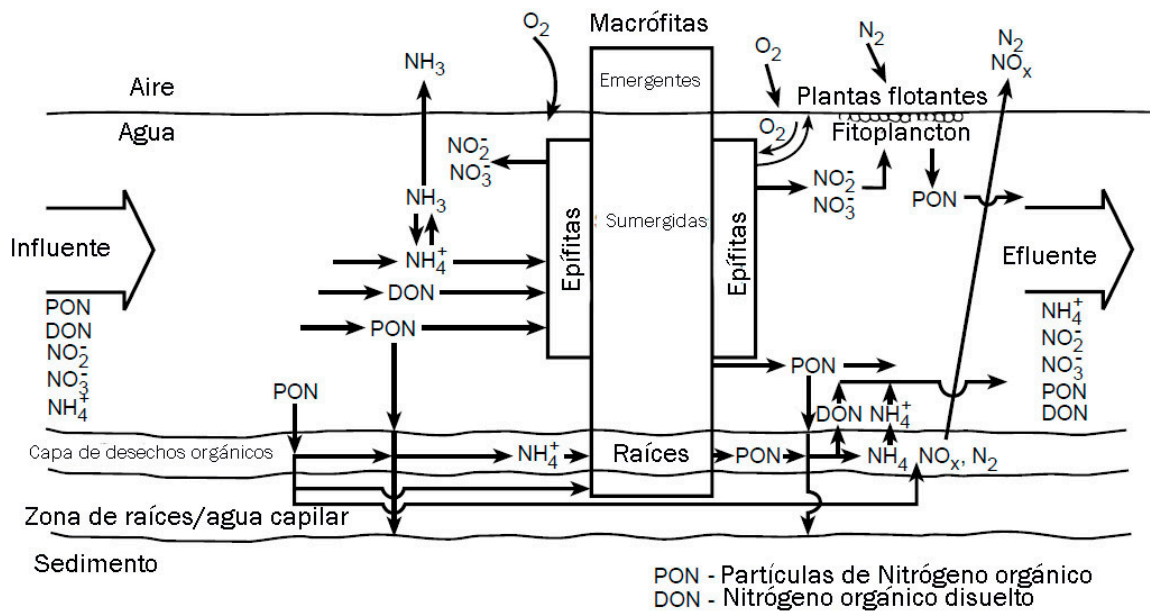 Macrófitas
O2
N2
N2
NOx
NH3
O2
Emergentes
Aire
Plantas flotantes
Agua
O2
Fitoplancton
NO2-
NO3-
NH3
NO2-
NO3-
PON
Influente
Epífitas
Sumergidas
Epífitas
Efluente
NH4+
DON
PON
PON
DON
NO2-
NO3-
NH4+
NH4+
NO2-
NO3-
PON
DON
PON
PON
DON NH4+
Capa de desechos orgánicos
NH4+
Raíces
PON
NH4 NOx, N2
Zona de raíces/agua capilar
Sedimento
PON - Partículas de Nitrógeno orgánico
DON - Nitrógeno orgánico disuelto